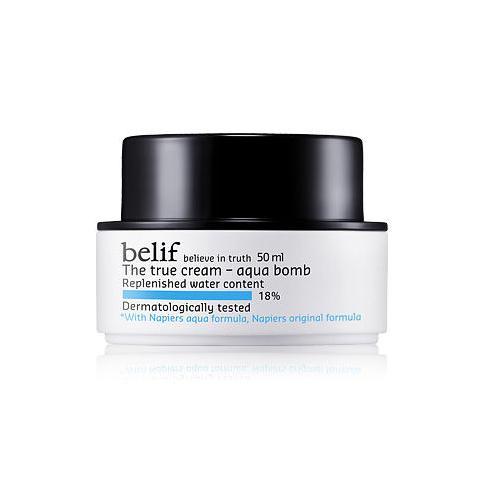 belif believe in truth 50 ml
The true cream – aqua bomb
Replenished water content
18%
Dermatologically tested
*With Napiers aqua formula, Napiers original formula